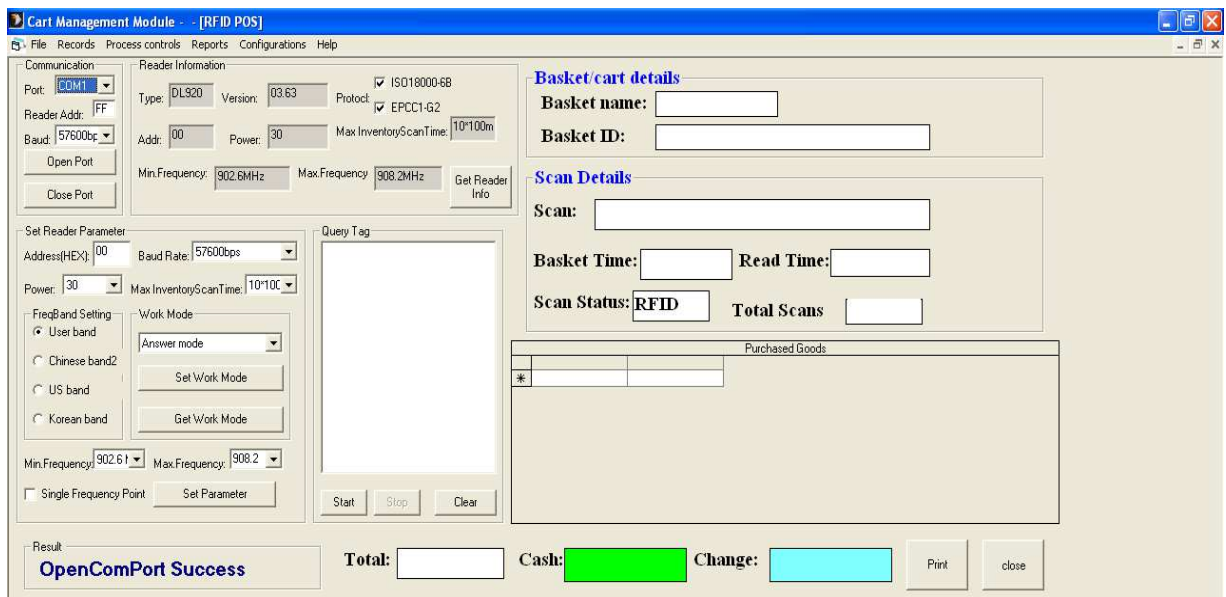 Cart Management Module - - [RFID POS]
File Records Process controls Reports Configurations Help
Communication
Port: COM1
Reader Addr: FF
Baud: 57600bp
Open Port
Close Port
Reader Information
Type: DL920 Version: 03.63 Protocl: ISO18000-6B
EPCC1-G2
Addr: 00 Power: 30 Max InventoryScanTime: 10*100m
Min.Frequency: 902.6MHz Max.Frequency 908.2MHz
Get Reader
Info
Set Reader Parameter
Address(HEX): 00 Baud Rate: 57600bps
Power: 30 Max InventoryScanTime: 10*10C
FreqBand Setting
User band
Chinese band2
US band
Korean band
Work Mode
Answer mode
Set Work Mode
Get Work Mode
Min.Frequency: 902.6 Max.Frequency: 908.2
Single Frequency Point Set Parameter
Query Tag
Start Stop Clear
Basket/cart details
Basket name:
Basket ID:
Scan Details
Scan:
Basket Time: Read Time:
Scan Status: RFID Total Scans
Purchased Goods
Result
OpenComPort Success
Total: Cash: Change: Print close